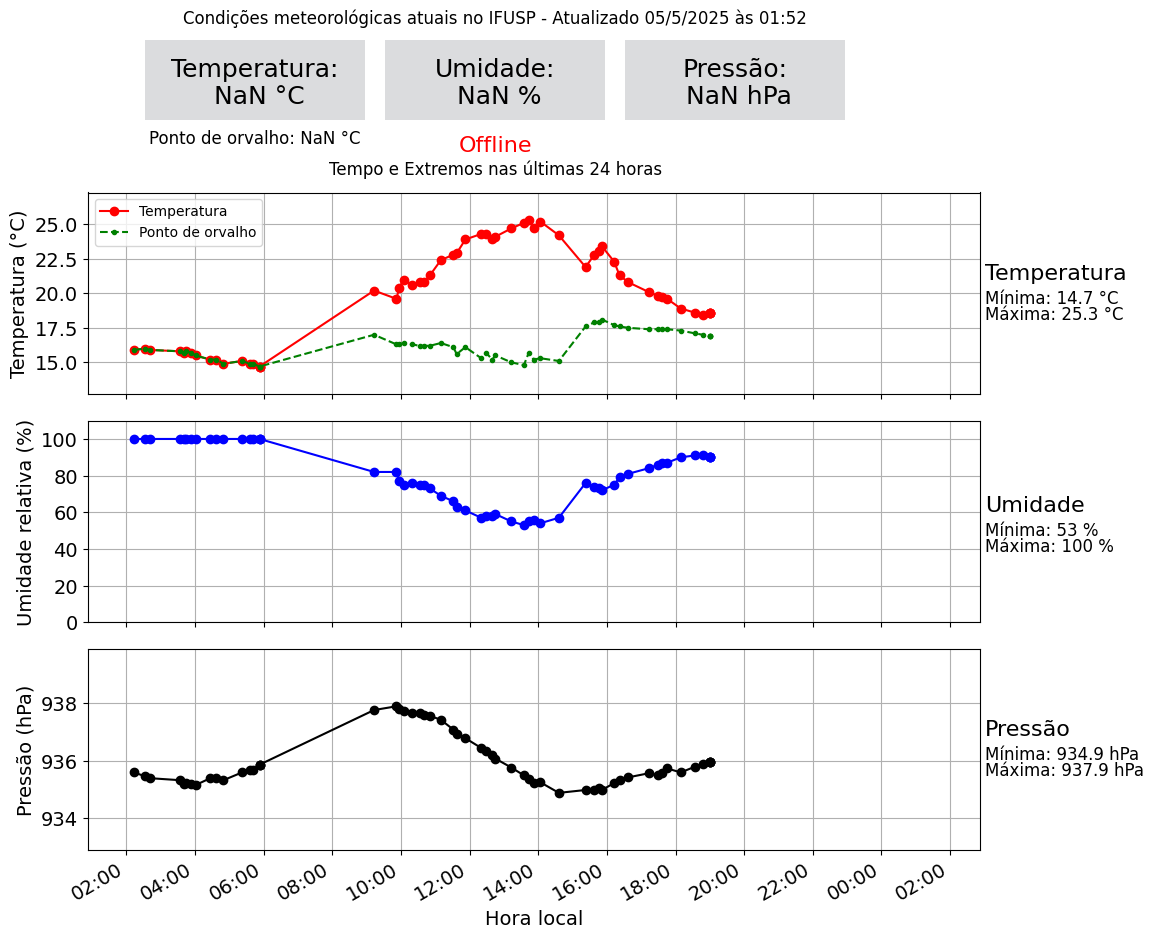 Condições meteorológicas atuais no IFUSP - Atualizado 05/5/2025 às 01:52
Temperatura:
NaN °C
Umidade:
NaN %
Pressão:
NaN hPa
Ponto de orvalho: NaN °C
Offline
Tempo e Extremos nas últimas 24 horas
Temperatura (°C)
25.0
22.5
20.0
17.5
15.0
Temperatura
Ponto de orvalho
Temperatura
Mínima: 14.7 °C
Máxima: 25.3 °C
Umidade relativa (%)
100
80
60
40
20
0
Umidade
Mínima: 53 %
Máxima: 100 %
Pressão (hPa)
938
936
934
Pressão
Mínima: 934.9 hPa
Máxima: 937.9 hPa
02:00
04:00
06:00
08:00
10:00
12:00
14:00
16:00
18:00
20:00
22:00
00:00
02:00
Hora local